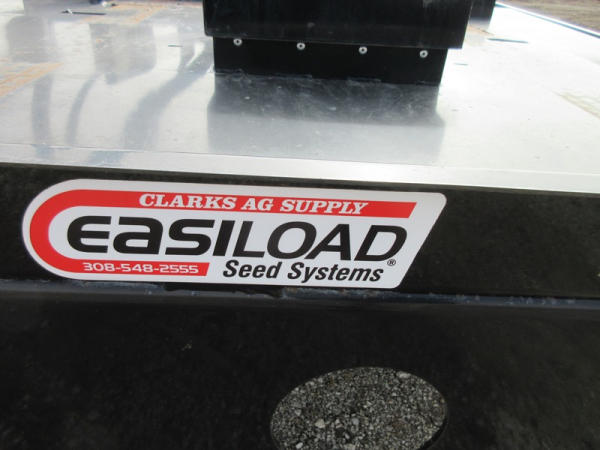 CLARKS AG SUPPLY
easiLOAD®
308-548-2555 Seed Systems